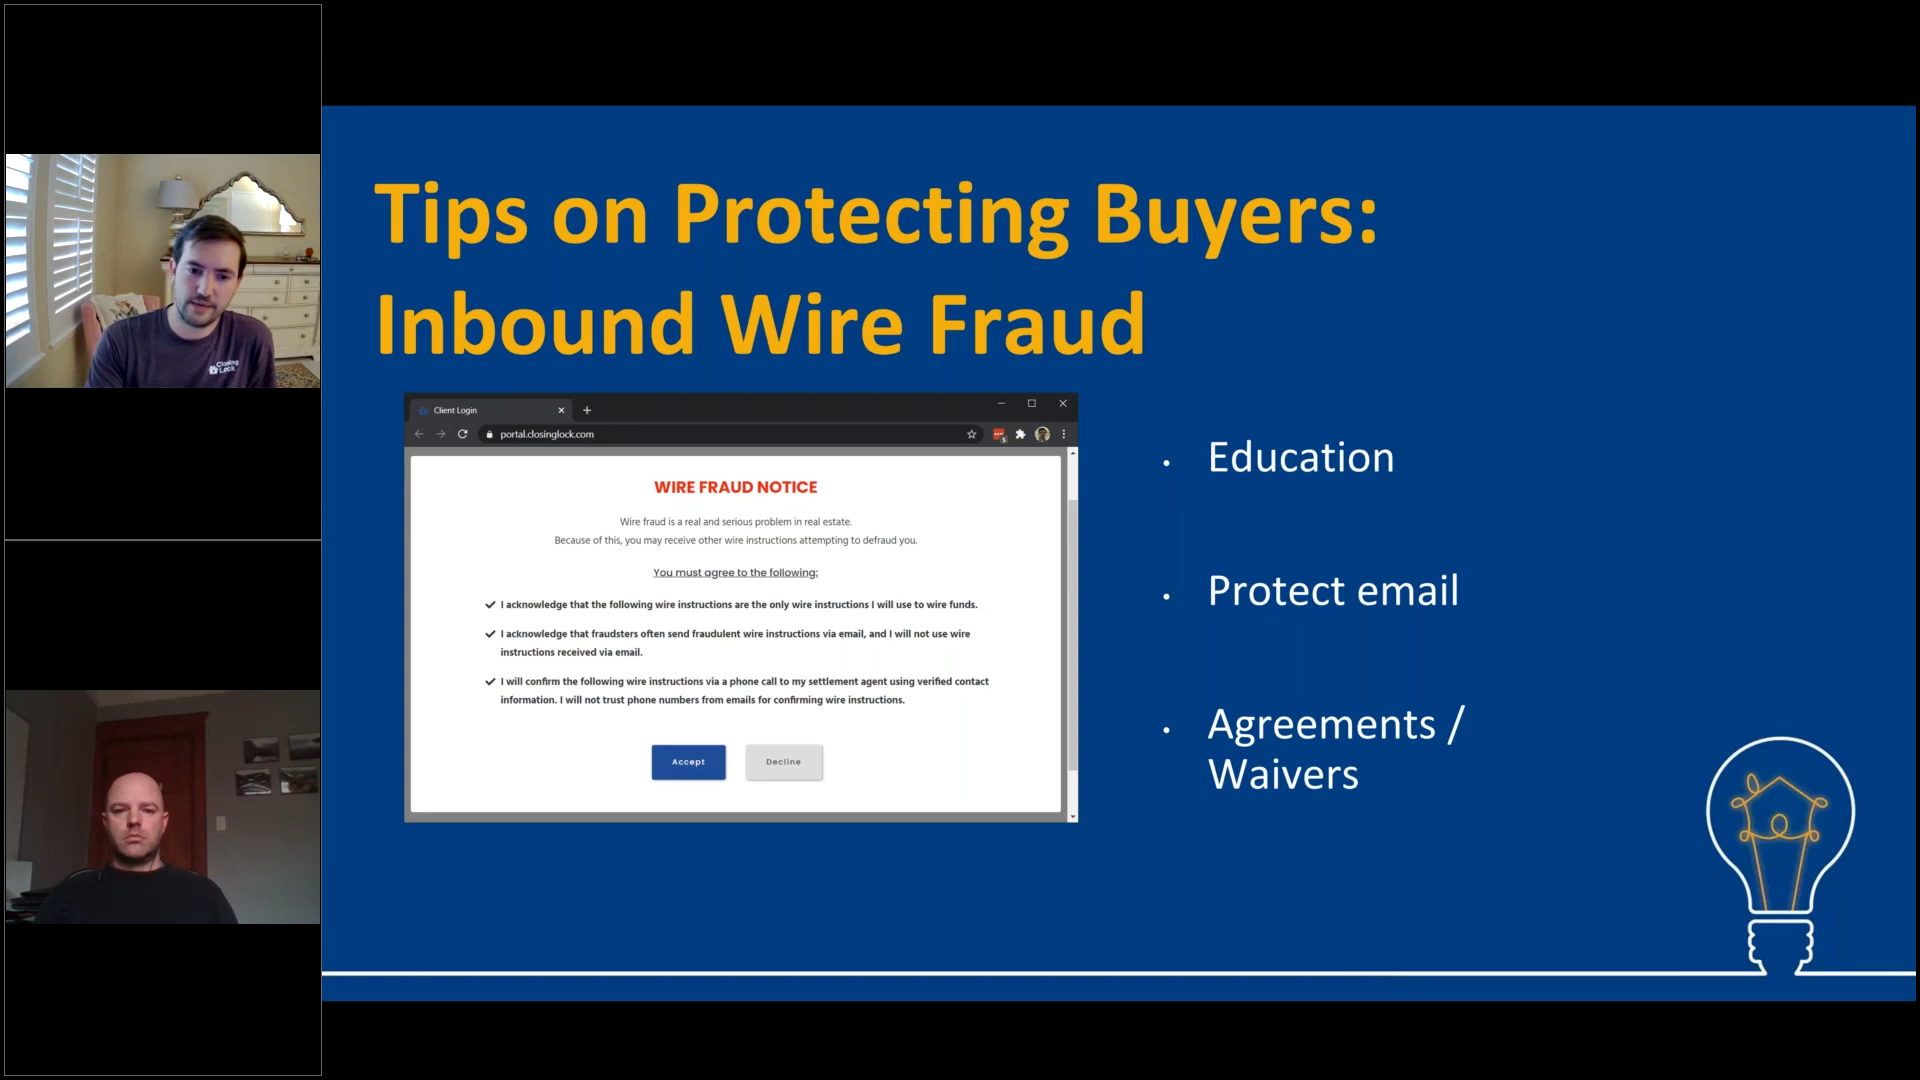 Closing
Lock
Tips on Protecting Buyers:
Inbound Wire Fraud
Client Login
portal.closinglock.com
WIRE FRAUD NOTICE
Wire fraud is a real and serious problem in real estate.
Because of this, you may receive other wire instructions attempting to defraud you.
You must agree to the following:
I acknowledge that the following wire instructions are the only wire instructions I will use to wire funds.
I acknowledge that fraudsters often send fraudulent wire instructions via email, and I will not use wire
instructions received via email.
I will confirm the following wire instructions via a phone call to my settlement agent using verified contact
information. I will not trust phone numbers from emails for confirming wire instructions.
Accept
Decline
• Education
• Protect email
• Agreements /
Waivers